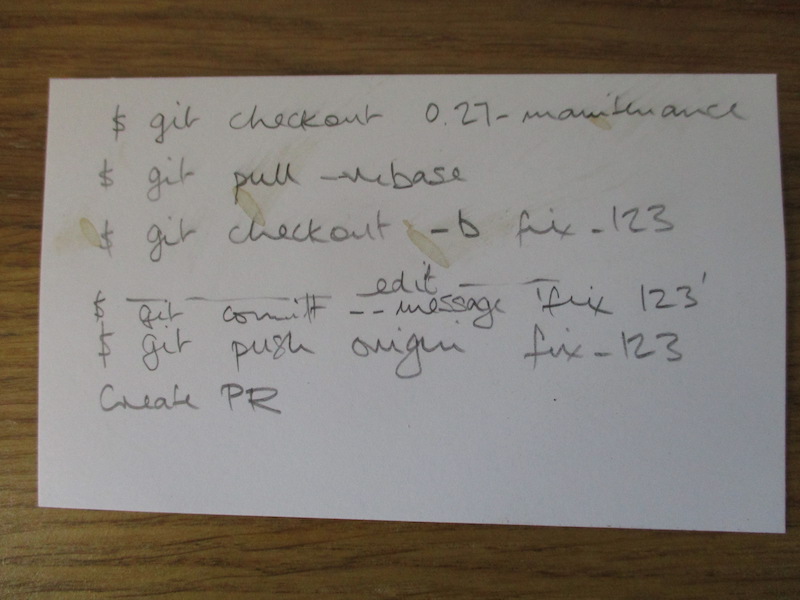 $ git checkout 0.27-maintenance
$ git pull --rebase
$ git checkout -b fix-123
edit
$ git commit --message 'fix 123'
$ git push origin fix-123
Create PR